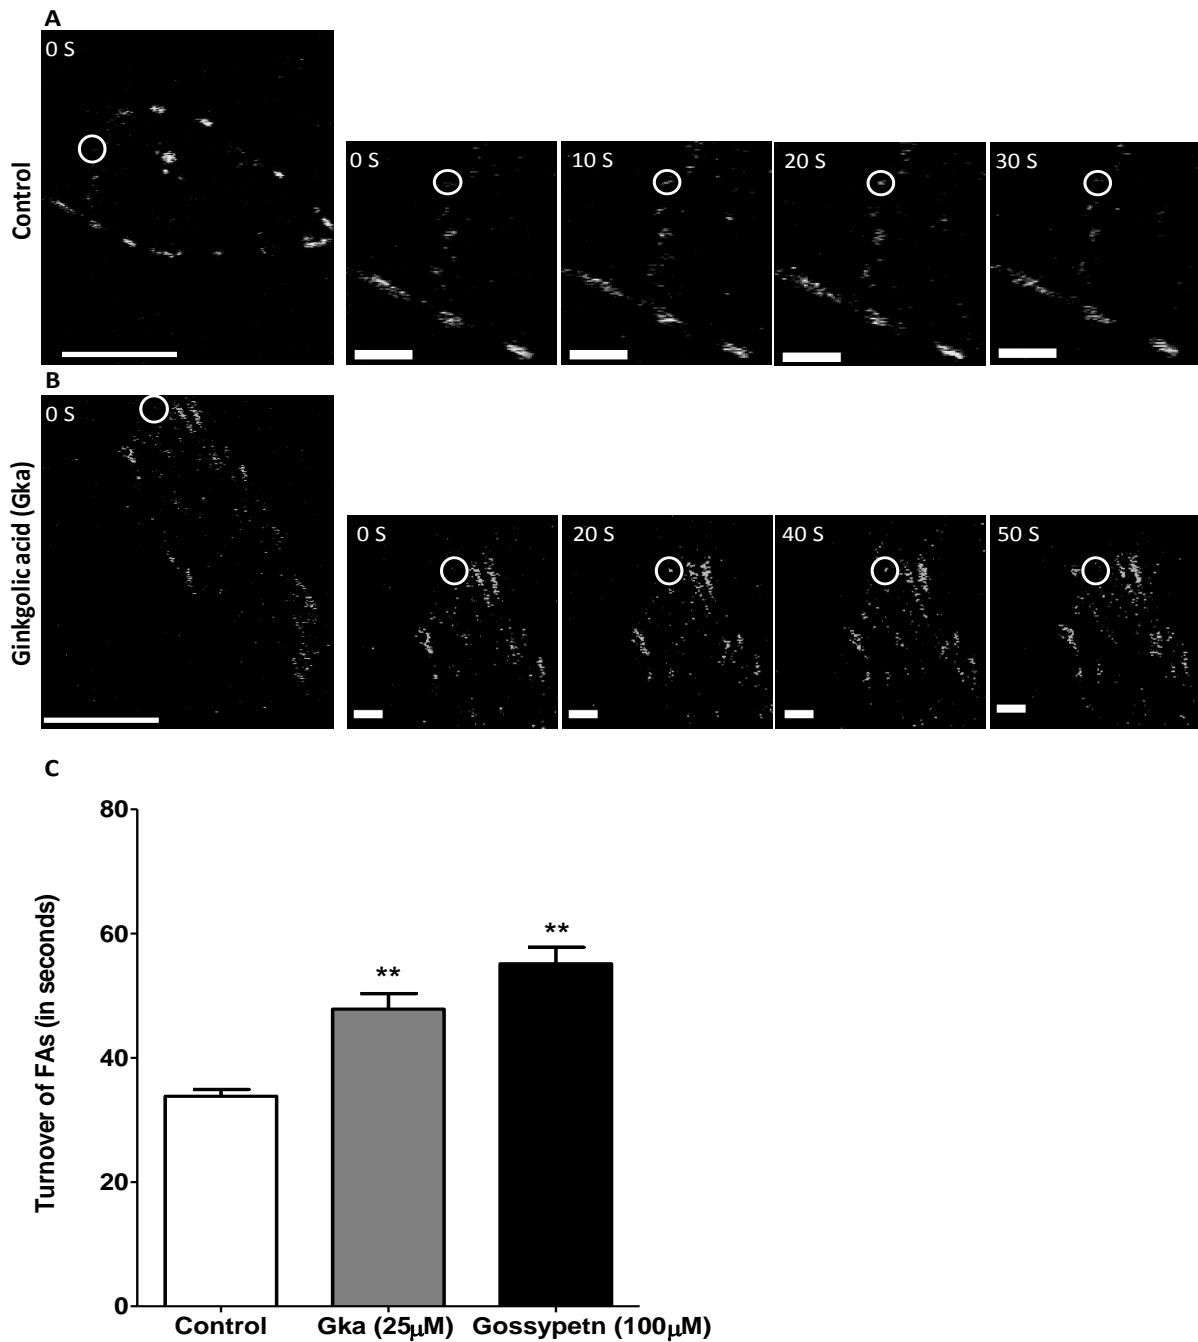 A
0 S
Control
0 S
10 S
20 S
30 S
B
0 S
Ginkgolic acid (Gka)
0 S
20 S
40 S
50 S
C
Turnover of FAs (in seconds)
80
60
40
20
0
**
**
Control
Gka (25μM)
Gossypetn (100μM)